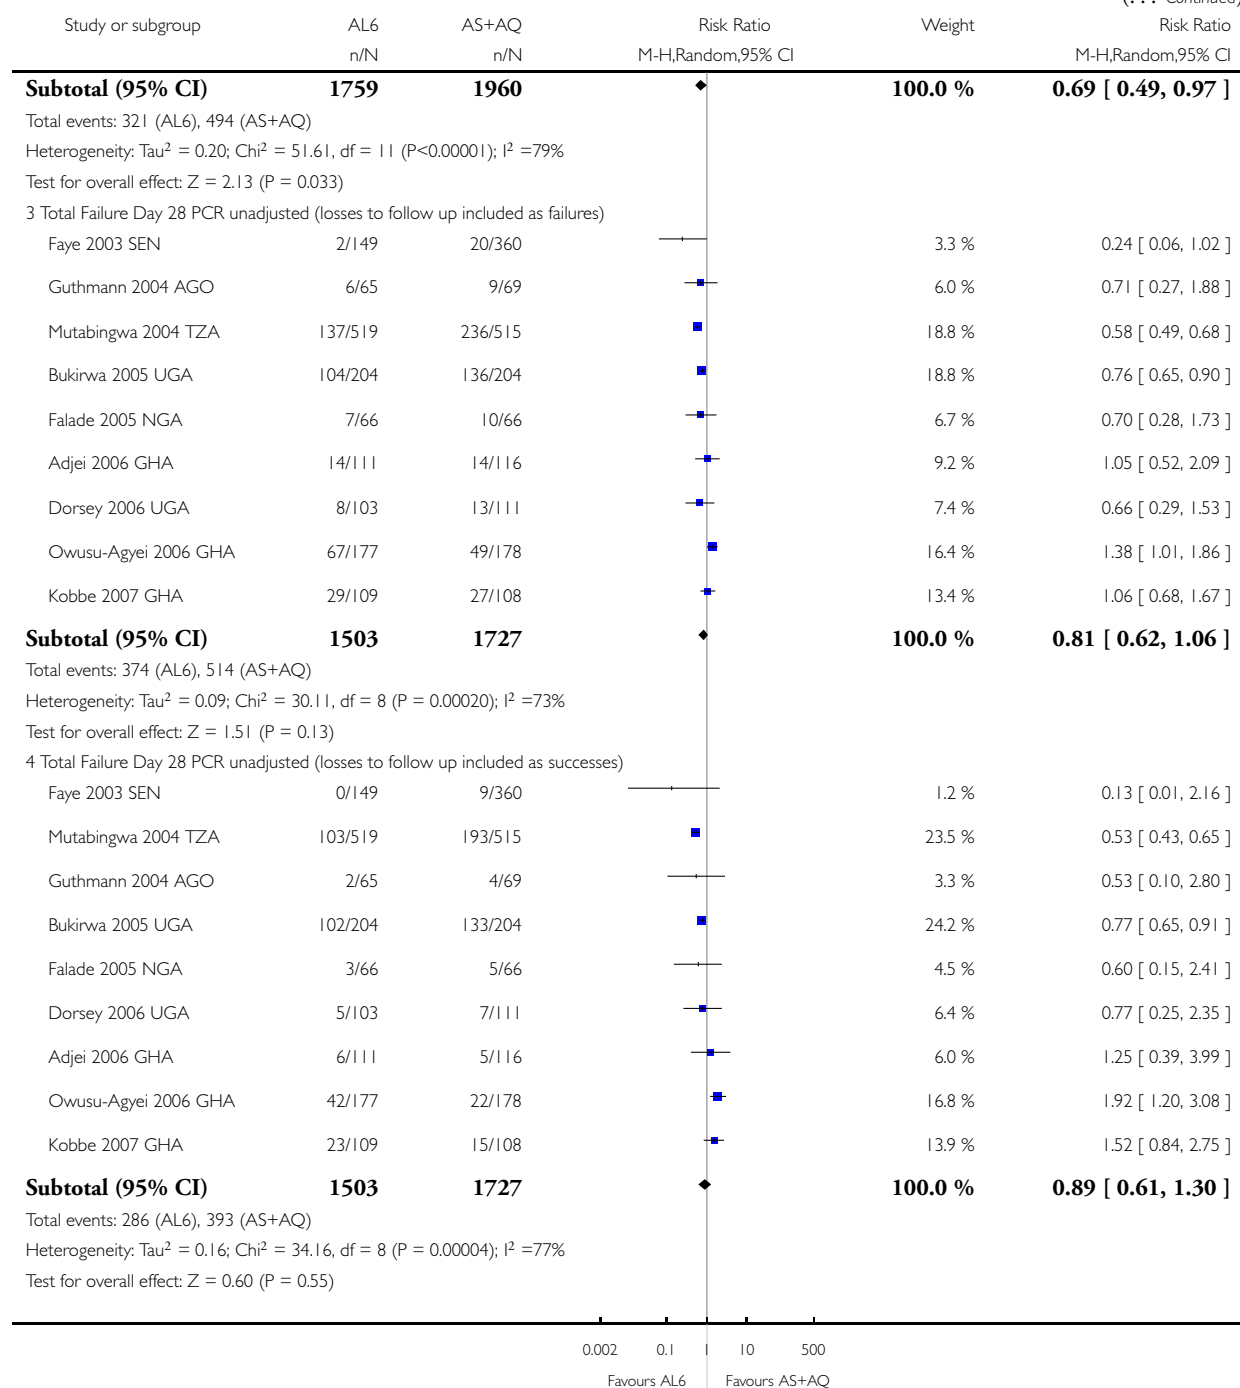 (... Continued)
Study or subgroup AL6 AS+AQ Risk Ratio Weight Risk Ratio
n/N n/N M-H,Random,95% CI M-H,Random,95% CI
Subtotal (95% CI) 1759 1960 100.0 % 0.69 [ 0.49, 0.97 ]
Total events: 321 (AL6), 494 (AS+AQ)
Heterogeneity: Tau² = 0.20; Chi² = 51.61, df = 11 (P<0.00001); I² =79%
Test for overall effect: Z = 2.13 (P = 0.033)
3 Total Failure Day 28 PCR unadjusted (losses to follow up included as failures)
Faye 2003 SEN 2/149 20/360 3.3 % 0.24 [ 0.06, 1.02 ]
Guthmann 2004 AGO 6/65 9/69 6.0 % 0.71 [ 0.27, 1.88 ]
Mutabingwa 2004 TZA 137/519 236/515 18.8 % 0.58 [ 0.49, 0.68 ]
Bukirwa 2005 UGA 104/204 136/204 18.8 % 0.76 [ 0.65, 0.90 ]
Falade 2005 NGA 7/66 10/66 6.7 % 0.70 [ 0.28, 1.73 ]
Adjei 2006 GHA 14/111 14/116 9.2 % 1.05 [ 0.52, 2.09 ]
Dorsey 2006 UGA 8/103 13/111 7.4 % 0.66 [ 0.29, 1.53 ]
Owusu-Agyei 2006 GHA 67/177 49/178 16.4 % 1.38 [ 1.01, 1.86 ]
Kobbe 2007 GHA 29/109 27/108 13.4 % 1.06 [ 0.68, 1.67 ]
Subtotal (95% CI) 1503 1727 100.0 % 0.81 [ 0.62, 1.06 ]
Total events: 374 (AL6), 514 (AS+AQ)
Heterogeneity: Tau² = 0.09; Chi² = 30.11, df = 8 (P = 0.00020); I² =73%
Test for overall effect: Z = 1.51 (P = 0.13)
4 Total Failure Day 28 PCR unadjusted (losses to follow up included as successes)
Faye 2003 SEN 0/149 9/360 1.2 % 0.13 [ 0.01, 2.16 ]
Mutabingwa 2004 TZA 103/519 193/515 23.5 % 0.53 [ 0.43, 0.65 ]
Guthmann 2004 AGO 2/65 4/69 3.3 % 0.53 [ 0.10, 2.80 ]
Bukirwa 2005 UGA 102/204 133/204 24.2 % 0.77 [ 0.65, 0.91 ]
Falade 2005 NGA 3/66 5/66 4.5 % 0.60 [ 0.15, 2.41 ]
Dorsey 2006 UGA 5/103 7/111 6.4 % 0.77 [ 0.25, 2.35 ]
Adjei 2006 GHA 6/111 5/116 6.0 % 1.25 [ 0.39, 3.99 ]
Owusu-Agyei 2006 GHA 42/177 22/178 16.8 % 1.92 [ 1.20, 3.08 ]
Kobbe 2007 GHA 23/109 15/108 13.9 % 1.52 [ 0.84, 2.75 ]
Subtotal (95% CI) 1503 1727 100.0 % 0.89 [ 0.61, 1.30 ]
Total events: 286 (AL6), 393 (AS+AQ)
Heterogeneity: Tau² = 0.16; Chi² = 34.16, df = 8 (P = 0.00004); I² =77%
Test for overall effect: Z = 0.60 (P = 0.55)
0.002 0.1 1 10 500
Favours AL6 Favours AS+AQ